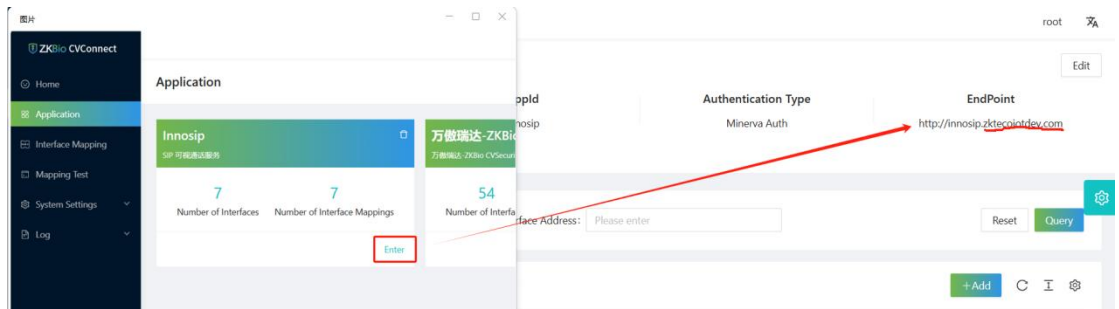 图片
ZKBio CVConnect
Home
Application
Interface Mapping
Mapping Test
System Settings
Log
Application
Innosip
SIP 可视通话服务
7
Number of Interfaces
7
Number of Interface Mappings
Enter
万傲瑞达-ZKBi
万傲瑞达-ZKBio CVSecuri
54
Number of Interfa
root
Edit
ppId
nosip
Authentication Type
Minerva Auth
EndPoint
http://innosip.zktecoiotdev.com
rface Address:
Please enter
Reset
Query
+Add